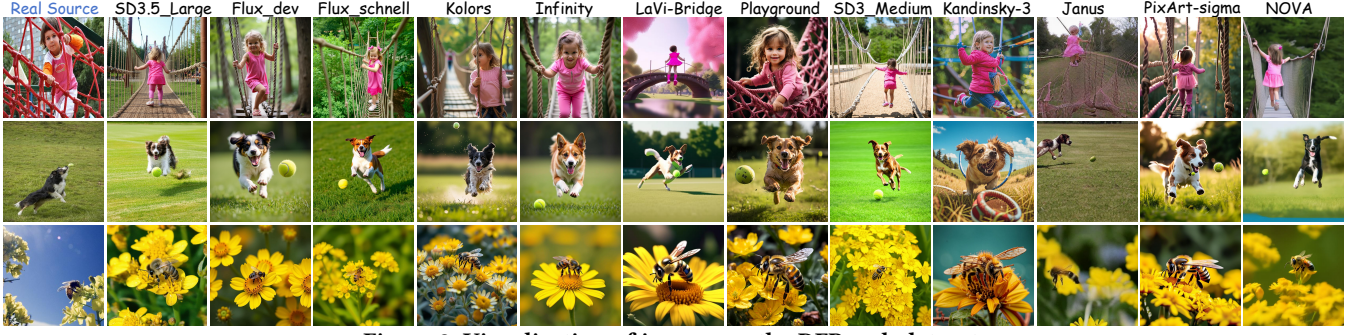 Real Source SD3.5_Large Flux_dev Flux_schnell Kolors Infinity LaVi-Bridge Playground SD3_Medium Kandinsky-3 Janus PixArt-sigma NOVA